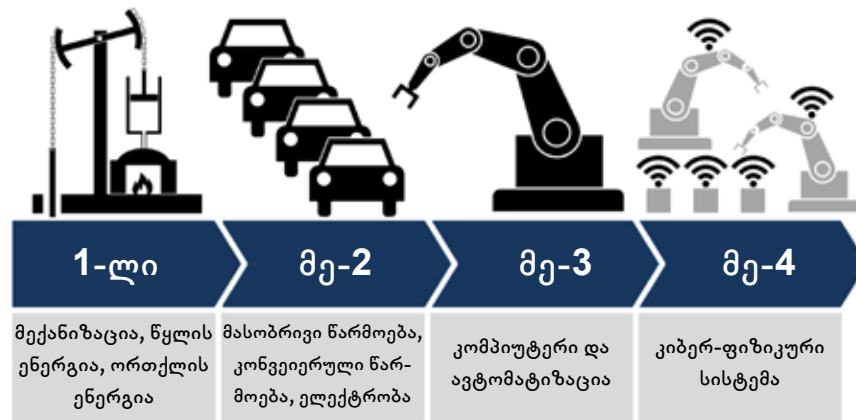 1-ლი
მე-2
მე-3
მე-4
მექანიზაცია, წყლის
ენერგია, ორთქლის
ენერგია
მასობრივი წარმოება,
კონვეიერული წარ-
მოება, ელექტრობა
კომპიუტერი და
ავტომატიზაცია
კიბერ-ფიზიკური
სისტემა